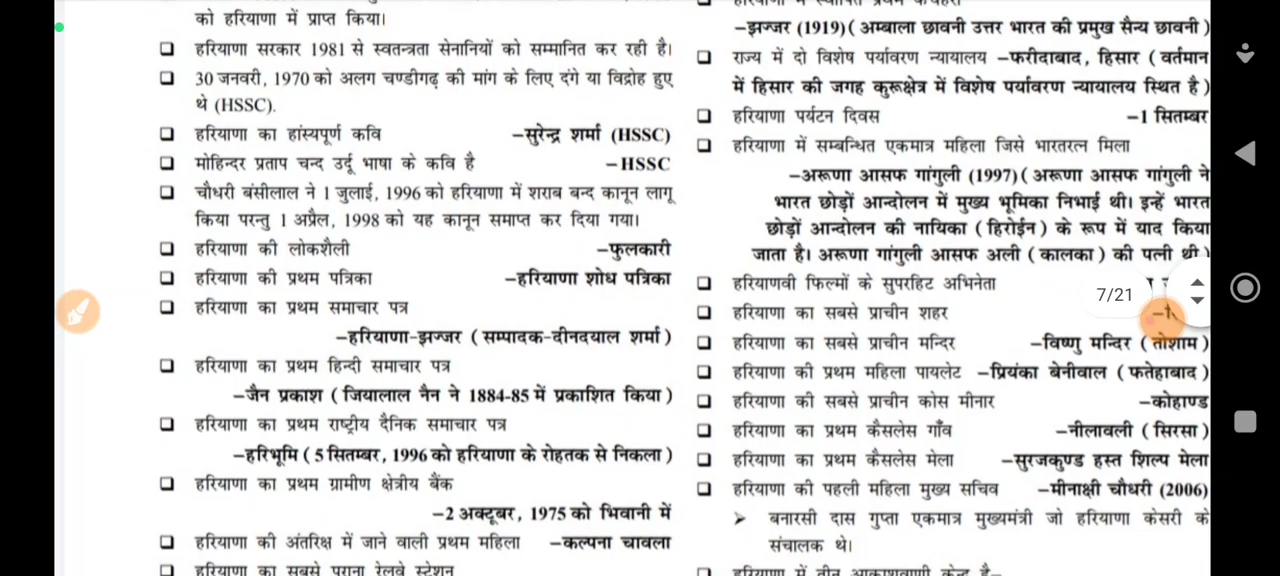 को हरियाणा में प्राप्त किया।
❑ हरियाणा सरकार 1981 से स्वतन्त्रता सेनानियों को सम्मानित कर रही है।
❑ 30 जनवरी, 1970 को अलग चण्डीगढ़ की मांग के लिए दंगे या विद्रोह हुए
थे (HSSC).
❑ हरियाणा का हांस्यपूर्ण कवि –सुरेन्द्र शर्मा (HSSC)
❑ मोहिन्दर प्रताप चन्द उर्दू भाषा के कवि है –HSSC
❑ चौधरी बंसीलाल ने 1 जुलाई, 1996 को हरियाणा में शराब बन्द कानून लागू
किया परन्तु 1 अप्रैल, 1998 को यह कानून समाप्त कर दिया गया।
❑ हरियाणा की लोकशैली –फुलकारी
❑ हरियाणा की प्रथम पत्रिका –हरियाणा शोध पत्रिका
❑ हरियाणा का प्रथम समाचार पत्र
–हरियाणा-झज्जर (सम्पादक-दीनदयाल शर्मा)
❑ हरियाणा का प्रथम हिन्दी समाचार पत्र
–जैन प्रकाश (जियालाल नैन ने 1884-85 में प्रकाशित किया)
❑ हरियाणा का प्रथम राष्ट्रीय दैनिक समाचार पत्र
–हरिभूमि (5 सितम्बर, 1996 को हरियाणा के रोहतक से निकला)
❑ हरियाणा का प्रथम ग्रामीण क्षेत्रीय बैंक
–2 अक्टूबर, 1975 को भिवानी में
❑ हरियाणा की अंतरिक्ष में जाने वाली प्रथम महिला –कल्पना चावला
❑ हरियाणा का सबसे पुराना रेलवे स्टेशन
–झज्जर (1919) (अम्बाला छावनी उत्तर भारत की प्रमुख सैन्य छावनी)
❑ राज्य में दो विशेष पर्यावरण न्यायालय –फरीदाबाद, हिसार (वर्तमान
में हिसार की जगह कुरूक्षेत्र में विशेष पर्यावरण न्यायालय स्थित है)
❑ हरियाणा पर्यटन दिवस –1 सितम्बर
❑ हरियाणा में सम्बन्धित एकमात्र महिला जिसे भारतरत्न मिला
–अरूणा आसफ गांगुली (1997) (अरूणा आसफ गांगुली ने
भारत छोड़ों आन्दोलन में मुख्य भूमिका निभाई थी। इन्हें भारत
छोड़ों आन्दोलन की नायिका (हिरोईन) के रूप में याद किया
जाता है। अरूणा गांगुली आसफ अली (कालका) की पत्नी थी)
❑ हरियाणवी फिल्मों के सुपरहिट अभिनेता
7/21
❑ हरियाणा का सबसे प्राचीन शहर
❑ हरियाणा का सबसे प्राचीन मन्दिर –विष्णु मन्दिर (तोशाम)
❑ हरियाणा की प्रथम महिला पायलेट –प्रियंका बेनीवाल (फतेहाबाद)
❑ हरियाणा की सबसे प्राचीन कोस मीनार –कोहाण्ड
❑ हरियाणा का प्रथम कैसलेस गाँव –नीलावली (सिरसा)
❑ हरियाणा का प्रथम कैसलेस मेला –सुरजकुण्ड हस्त शिल्प मेला
❑ हरियाणा की पहली महिला मुख्य सचिव –मीनाक्षी चौधरी (2006)
➢ बनारसी दास गुप्ता एकमात्र मुख्यमंत्री जो हरियाणा केसरी के
संचालक थे।
❑ हरियाणा में तीन आकाशवाणी केन्द्र है–